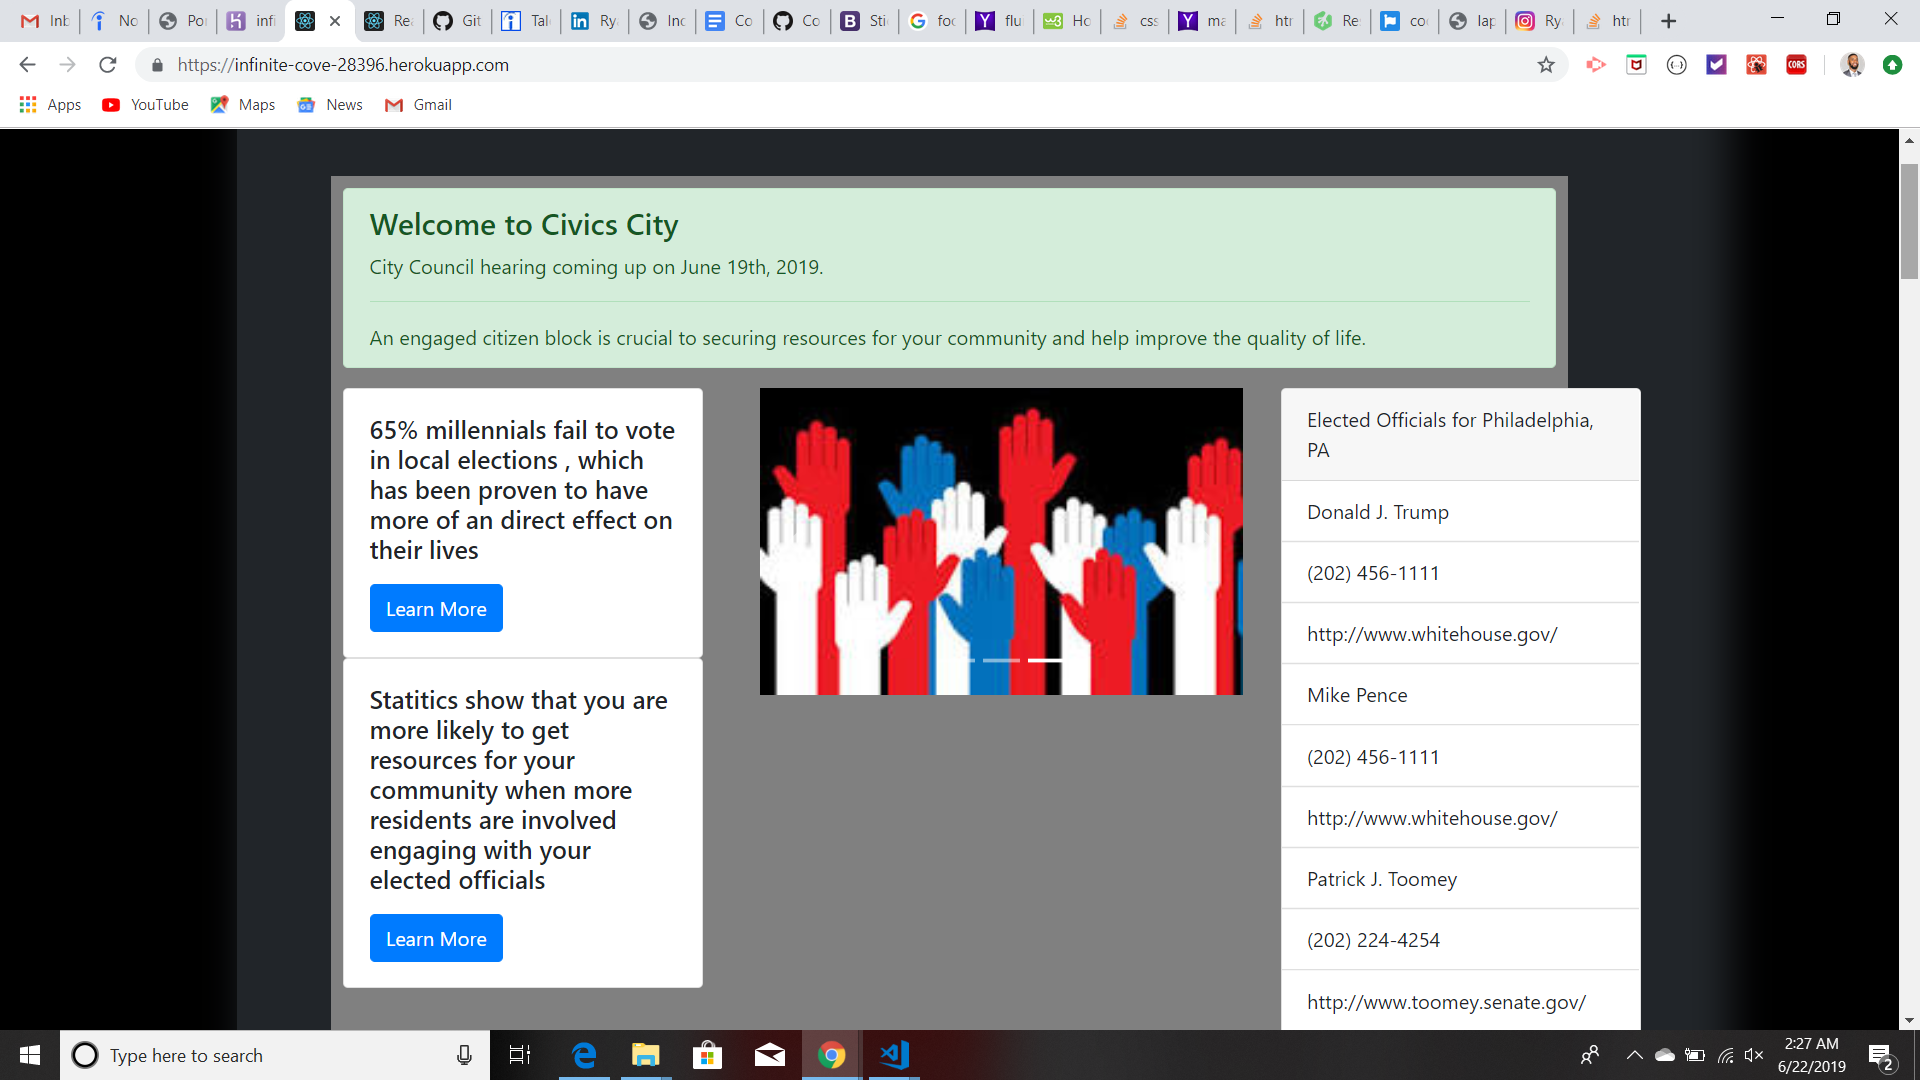 Inb
No
Por
infi
Rea
Git
Tale
Rya
Inc
Co
Co
Sti
foo
flu
Ho
css
ma
htr
Re
co
lap
Ry
htr
https://infinite-cove-28396.herokuapp.com
CORS
Apps YouTube Maps News Gmail
Welcome to Civics City
City Council hearing coming up on June 19th, 2019.
An engaged citizen block is crucial to securing resources for your community and help improve the quality of life.
65% millennials fail to vote
in local elections , which
has been proven to have
more of an direct effect on
their lives
Learn More
Statitics show that you are
more likely to get
resources for your
community when more
residents are involved
engaging with your
elected officials
Learn More
Elected Officials for Philadelphia,
PA
Donald J. Trump
(202) 456-1111
http://www.whitehouse.gov/
Mike Pence
(202) 456-1111
http://www.whitehouse.gov/
Patrick J. Toomey
(202) 224-4254
http://www.toomey.senate.gov/
Type here to search
2:27 AM
6/22/2019
2